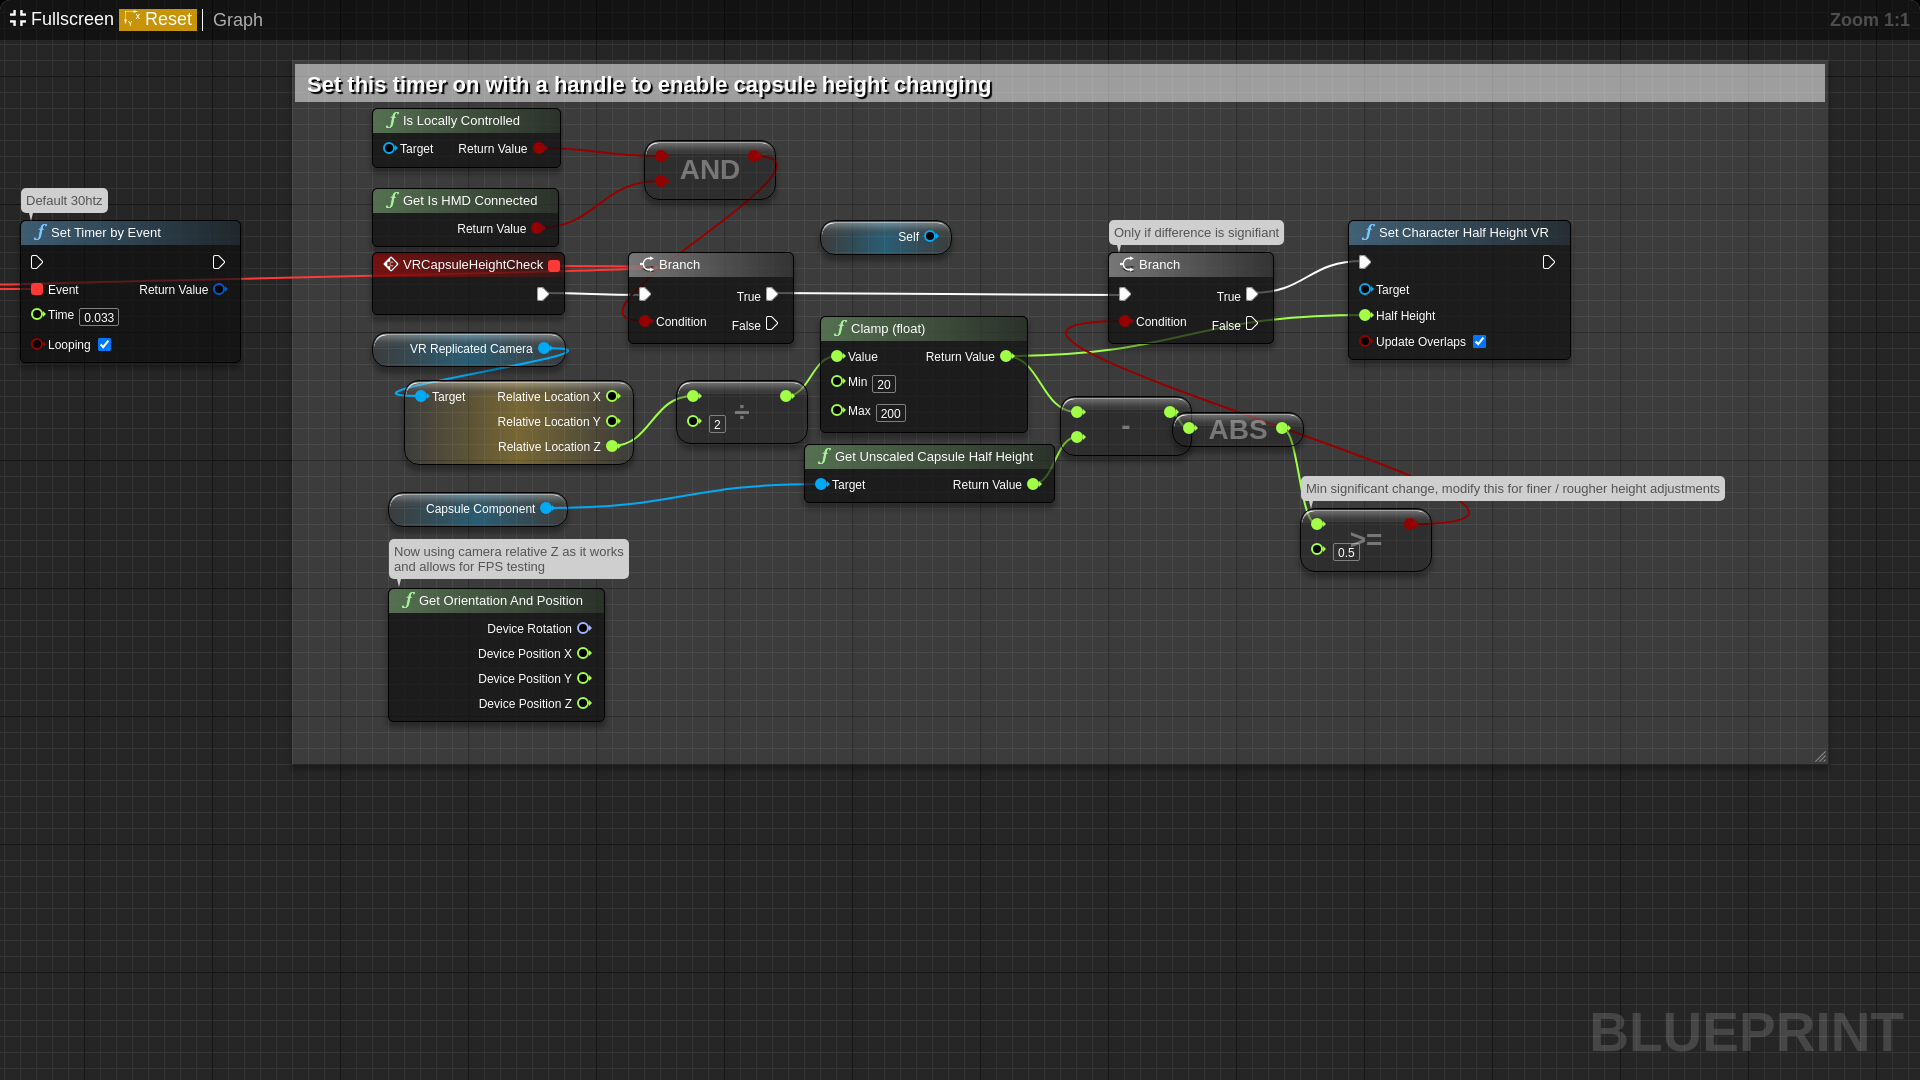 Fullscreen Reset Graph Zoom 1:1
Set this timer on with a handle to enable capsule height changing
Default 30htz
Set Timer by Event
Event Return Value
Time 0.033
Looping
Is Locally Controlled
Target Return Value
Get Is HMD Connected
Return Value
VRCapsuleHeightCheck
AND
Branch
True
Condition False
Self
Only if difference is signifiant
Branch
True
Condition False
Set Character Half Height VR
Target
Half Height
Update Overlaps
VR Replicated Camera
Target Relative Location X
Relative Location Y
Relative Location Z
÷
2
Clamp (float)
Value Return Value
Min 20
Max 200
-
ABS
Get Unscaled Capsule Half Height
Target Return Value
Capsule Component
Min significant change, modify this for finer / rougher height adjustments
>=
0.5
Now using camera relative Z as it works
and allows for FPS testing
Get Orientation And Position
Device Rotation
Device Position X
Device Position Y
Device Position Z
BLUEPRINT